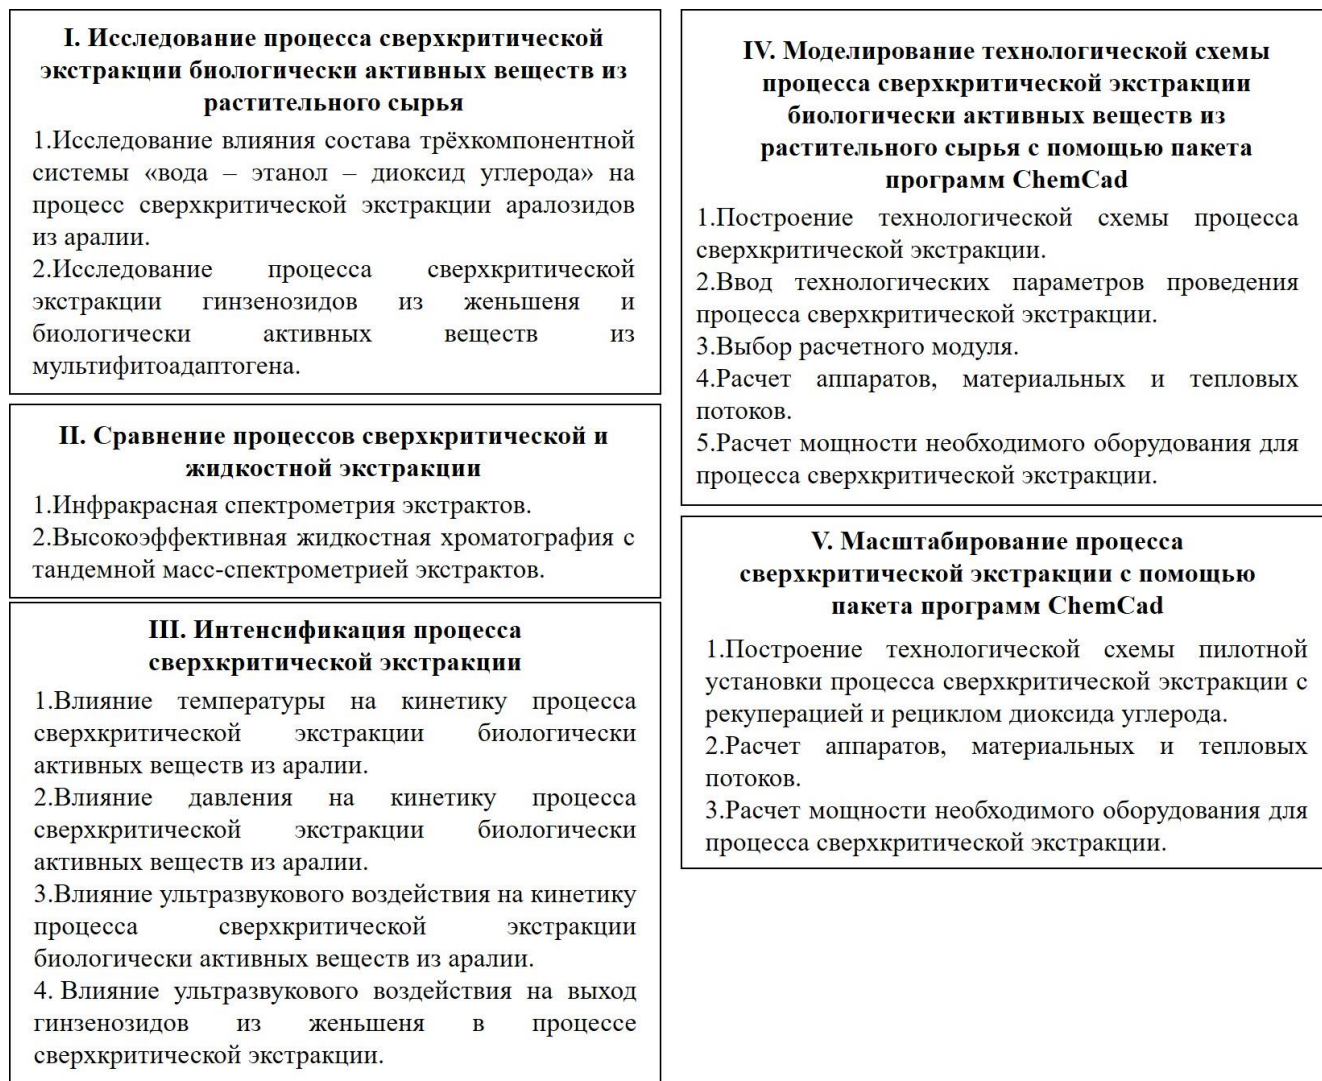 I. Исследование процесса сверхкритической
экстракции биологически активных веществ из
растительного сырья
1.Исследование влияния состава трёхкомпонентной
системы «вода – этанол – диоксид углерода» на
процесс сверхкритической экстракции аралозидов
из аралии.
2.Исследование процесса сверхкритической
экстракции гинзенозидов из женьшеня и
биологически активных веществ из
мультифитоадаптогена.
II. Сравнение процессов сверхкритической и
жидкостной экстракции
1.Инфракрасная спектрометрия экстрактов.
2.Высокоэффективная жидкостная хроматография с
тандемной масс-спектрометрией экстрактов.
III. Интенсификация процесса
сверхкритической экстракции
1.Влияние температуры на кинетику процесса
сверхкритической экстракции биологически
активных веществ из аралии.
2.Влияние давления на кинетику процесса
сверхкритической экстракции биологически
активных веществ из аралии.
3.Влияние ультразвукового воздействия на кинетику
процесса сверхкритической экстракции
биологически активных веществ из аралии.
4. Влияние ультразвукового воздействия на выход
гинзенозидов из женьшеня в процессе
сверхкритической экстракции.
IV. Моделирование технологической схемы
процесса сверхкритической экстракции
биологически активных веществ из
растительного сырья с помощью пакета
программ ChemCad
1.Построение технологической схемы процесса
сверхкритической экстракции.
2.Ввод технологических параметров проведения
процесса сверхкритической экстракции.
3.Выбор расчетного модуля.
4.Расчет аппаратов, материальных и тепловых
потоков.
5.Расчет мощности необходимого оборудования для
процесса сверхкритической экстракции.
V. Масштабирование процесса
сверхкритической экстракции с помощью
пакета программ ChemCad
1.Построение технологической схемы пилотной
установки процесса сверхкритической экстракции с
рекуперацией и рециклом диоксида углерода.
2.Расчет аппаратов, материальных и тепловых
потоков.
3.Расчет мощности необходимого оборудования для
процесса сверхкритической экстракции.